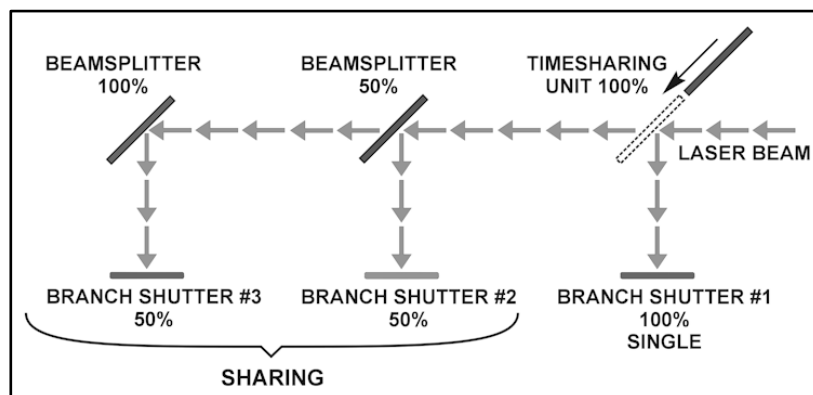 BEAMSPLITTER
100%
BEAMSPLITTER
50%
TIMESHARING
UNIT 100%
LASER BEAM
BRANCH SHUTTER #3
50%
BRANCH SHUTTER #2
50%
BRANCH SHUTTER #1
100%
SINGLE
SHARING